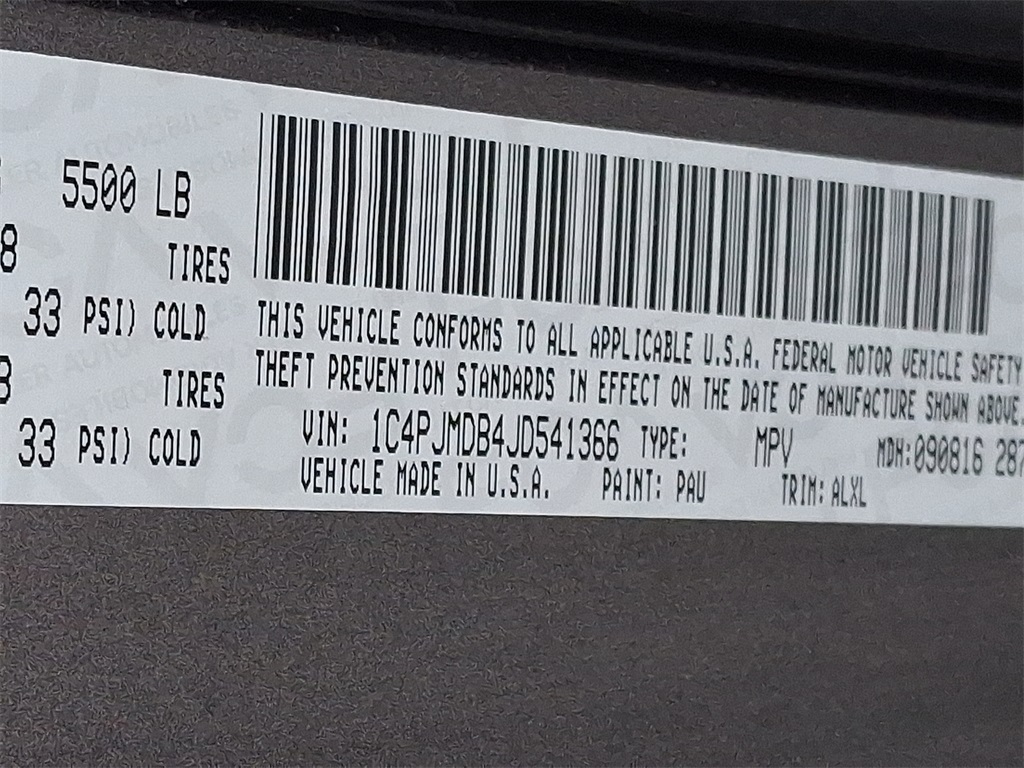 5500 LB
8 TIRES
33 PSI) COLD
TIRES
33 PSI) COLD
THIS VEHICLE CONFORMS TO ALL APPLICABLE U.S.A. FEDERAL MOTOR VEHICLE SAFETY
THEFT PREVENTION STANDARDS IN EFFECT ON THE DATE OF MANUFACTURE SHOWN ABOVE.
VIN: 1C4PJMDB4JD541366 TYPE: MPV MDH:090816 287
VEHICLE MADE IN U.S.A. PAINT: PAU TRIM: ALXL